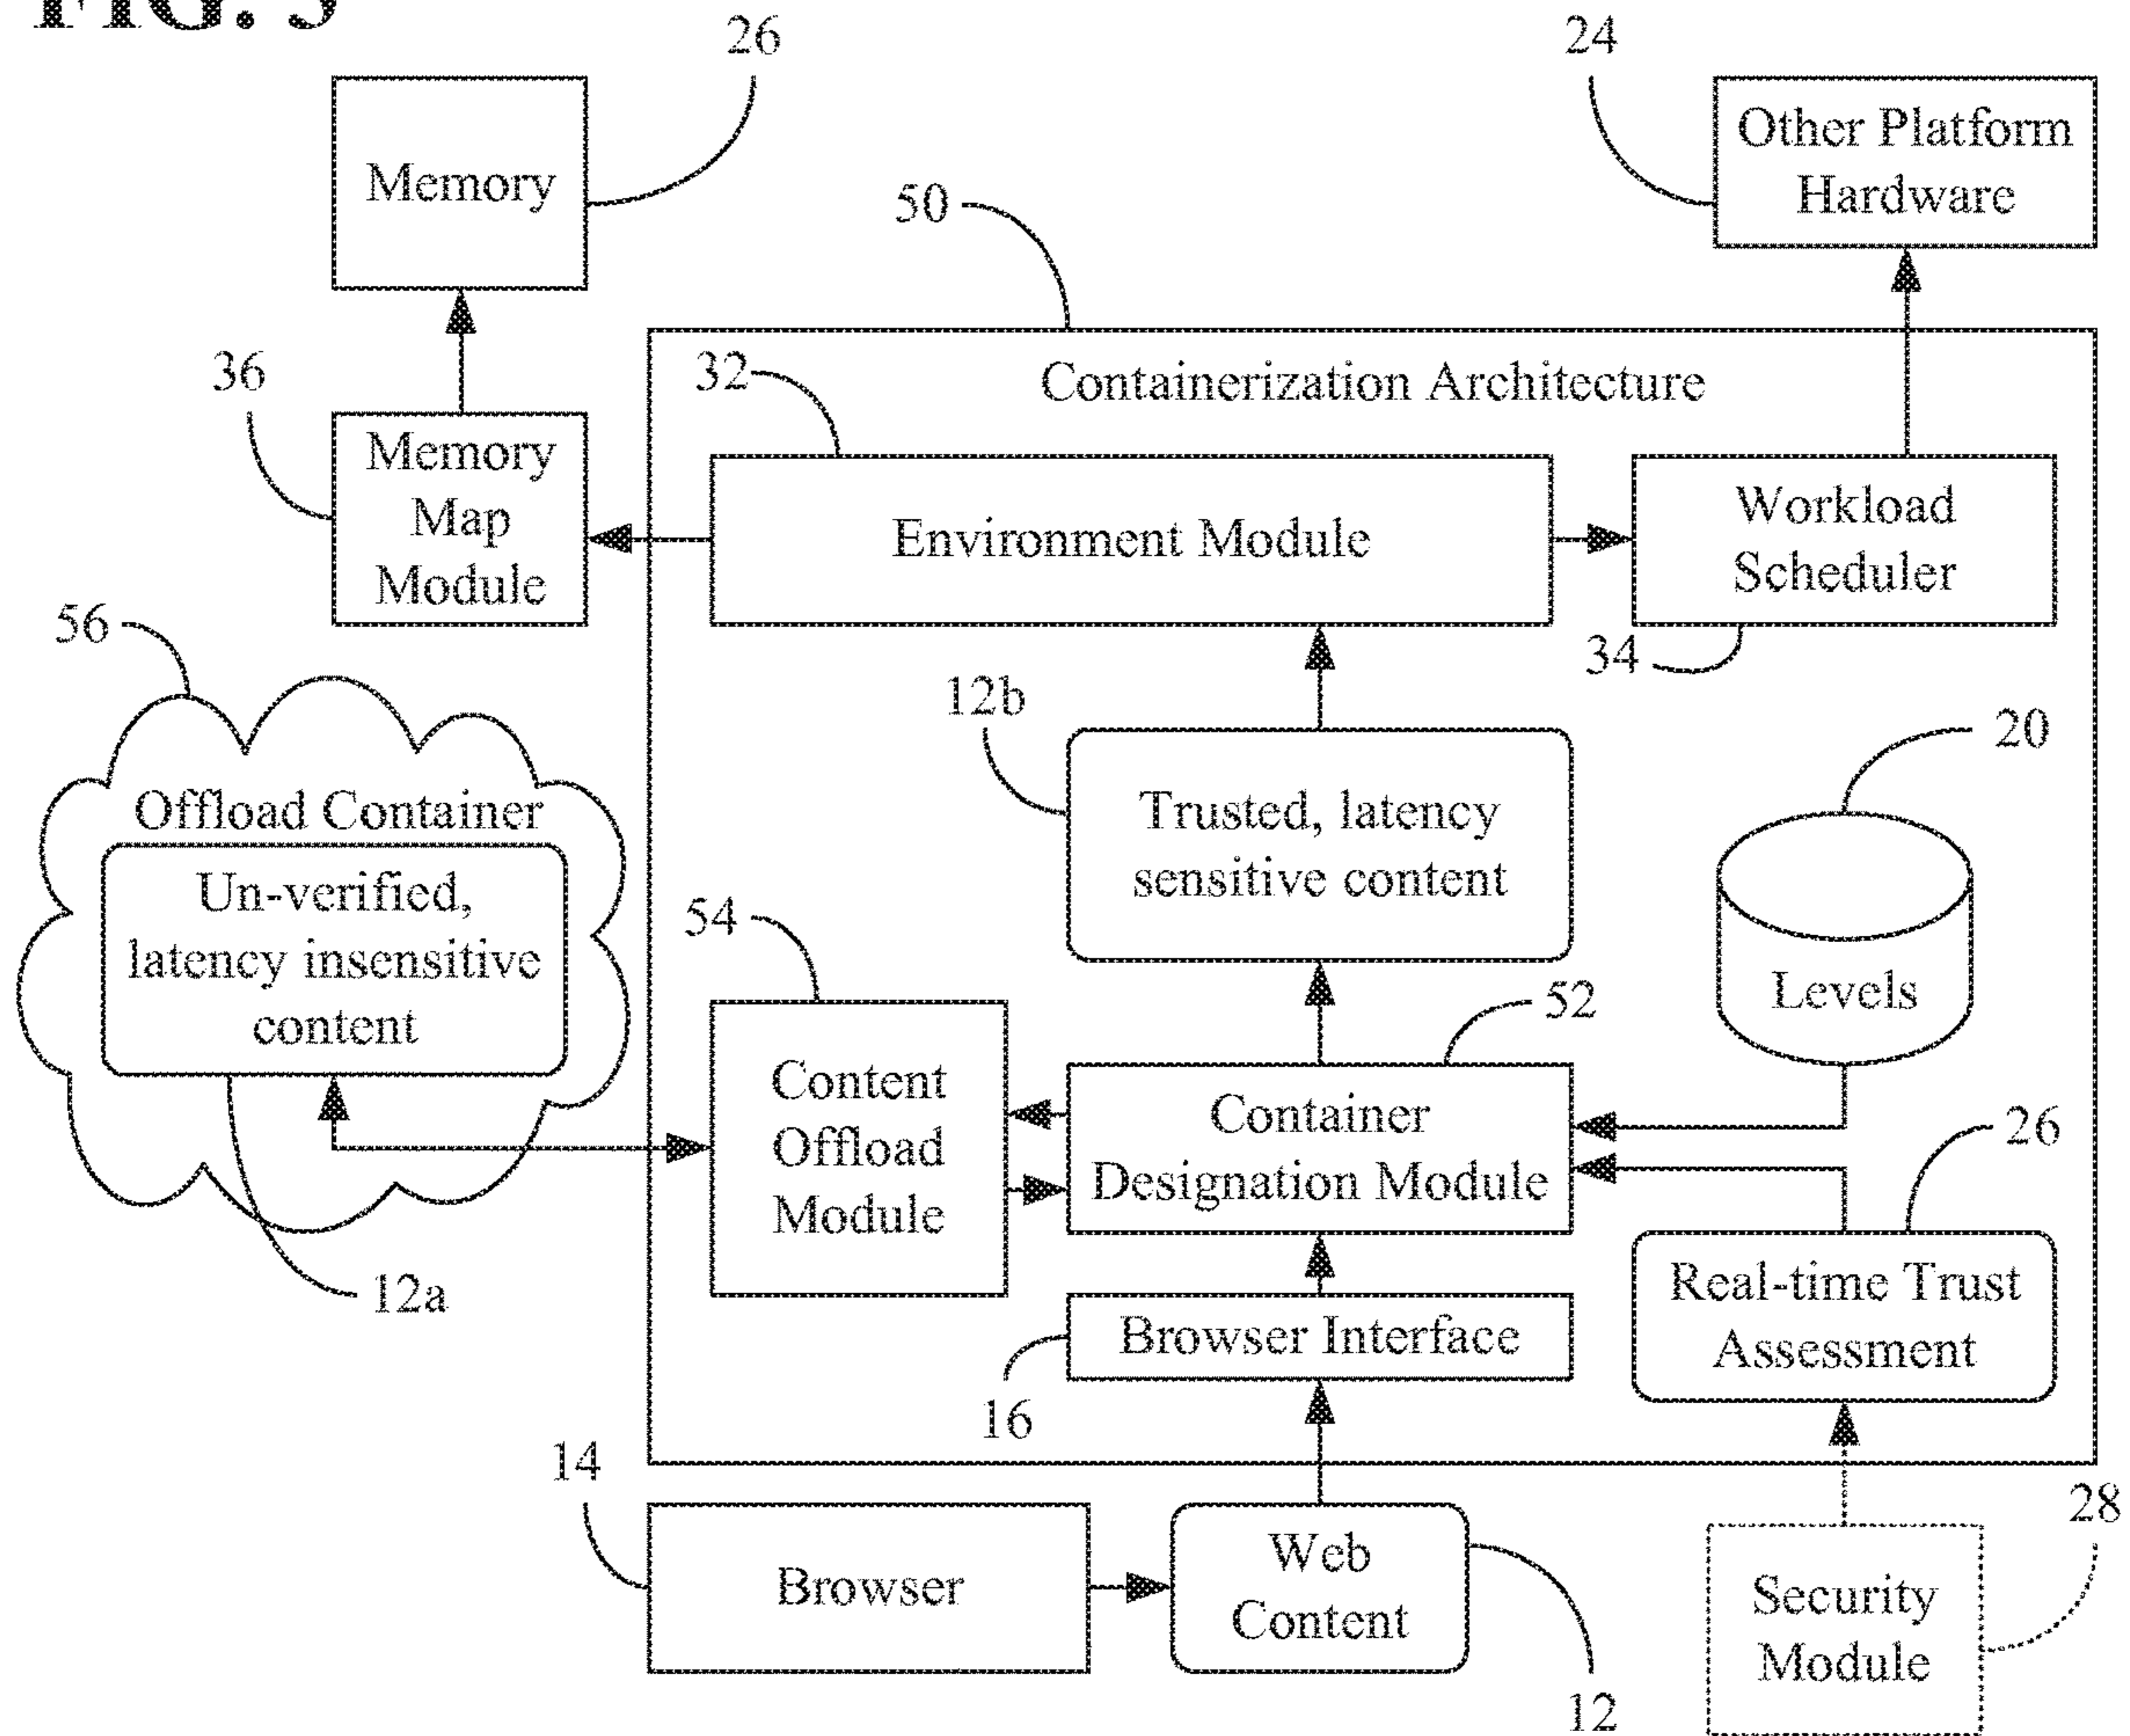 FIG. 3
26
24
Memory
Other Platform
Hardware
50
36
32
Containerization Architecture
Memory
Map
Module
Environment Module
Workload
Scheduler
56
34
12b
20
Offload Container
Un-verified,
latency insensitive
content
Trusted, latency
sensitive content
54
Levels
52
Content
Offload
Module
Container
Designation Module
26
12a
Real-time Trust
Assessment
Browser Interface
16
14
28
Browser
Web
Content
Security
Module
12